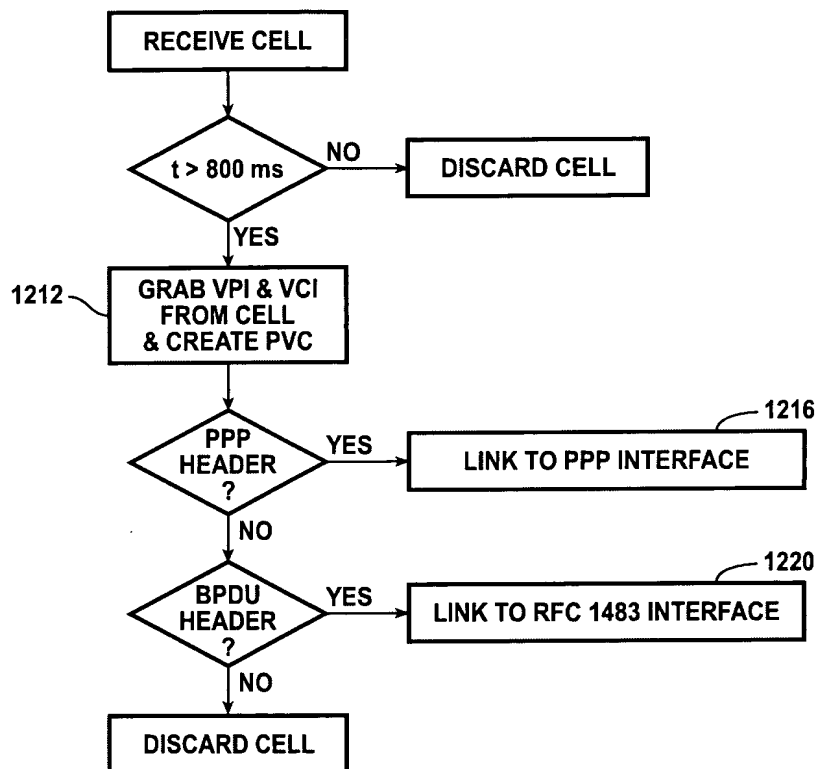 RECEIVE CELL
t > 800 ms
NO
DISCARD CELL
YES
1212
GRAB VPI & VCI
FROM CELL
& CREATE PVC
PPP
HEADER
?
YES
1216
LINK TO PPP INTERFACE
NO
BPDU
HEADER
?
YES
1220
LINK TO RFC 1483 INTERFACE
NO
DISCARD CELL